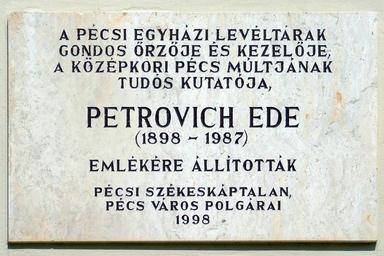 A PÉCSI EGYHÁZI LEVÉLTÁRAK
GONDOS ŐRZŐJE ÉS KEZELŐJE,
A KÖZÉPKORI PÉCS MÚLTJÁNAK
TUDÓS KUTATÓJA,
PETROVICH EDE
(1898 – 1987)
EMLÉKÉRE ÁLLÍTOTTÁK
PÉCSI SZÉKESKÁPTALAN,
PÉCS VÁROS POLGÁRAI
1998